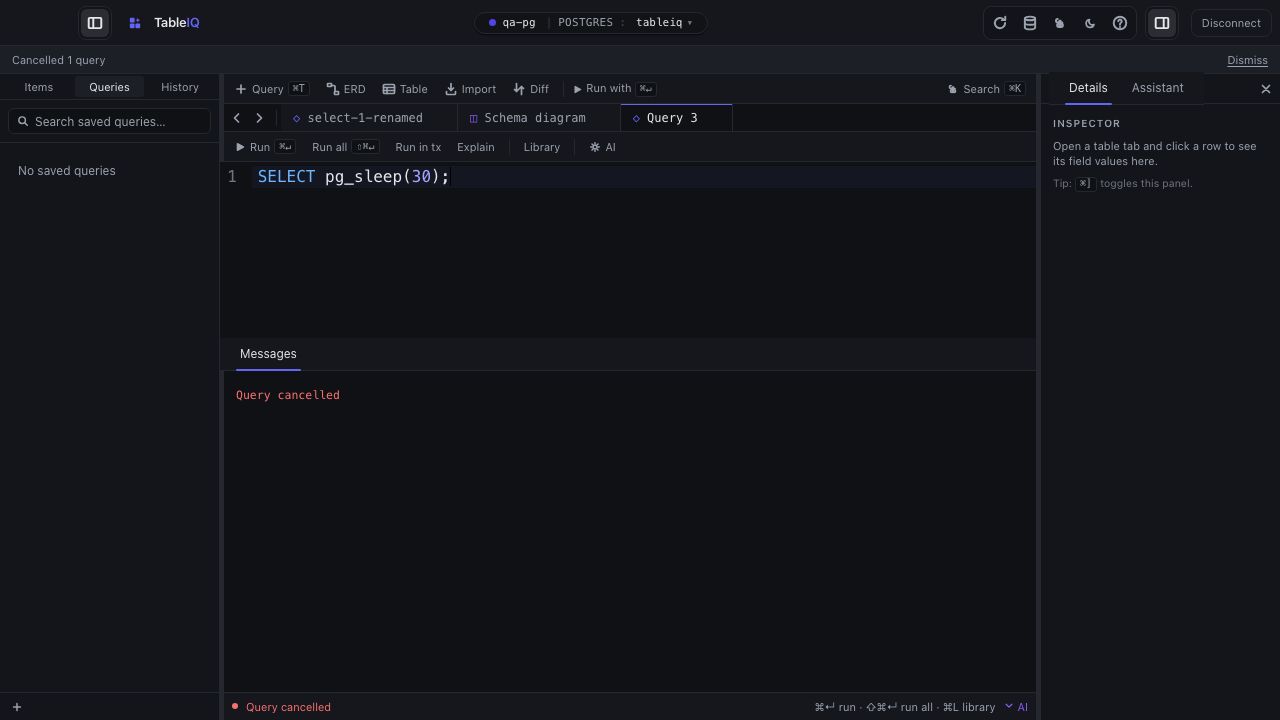 TableIQ
qa-pg | POSTGRES : tableiq ▾
Disconnect
Cancelled 1 query
Dismiss
Items Queries History
Query ⌘T ERD Table Import Diff Run with ⌘↵ Search ⌘K
Details Assistant
Search saved queries...
select-1-renamed Schema diagram Query 3
INSPECTOR
Run ⌘↵ Run all ⇧⌘↵ Run in tx Explain Library AI
Open a table tab and click a row to see
its field values here.
No saved queries
1 SELECT pg_sleep(30);
Tip: ⌘] toggles this panel.
Messages
Query cancelled
Query cancelled
⌘↵ run · ⇧⌘↵ run all · ⌘L library AI